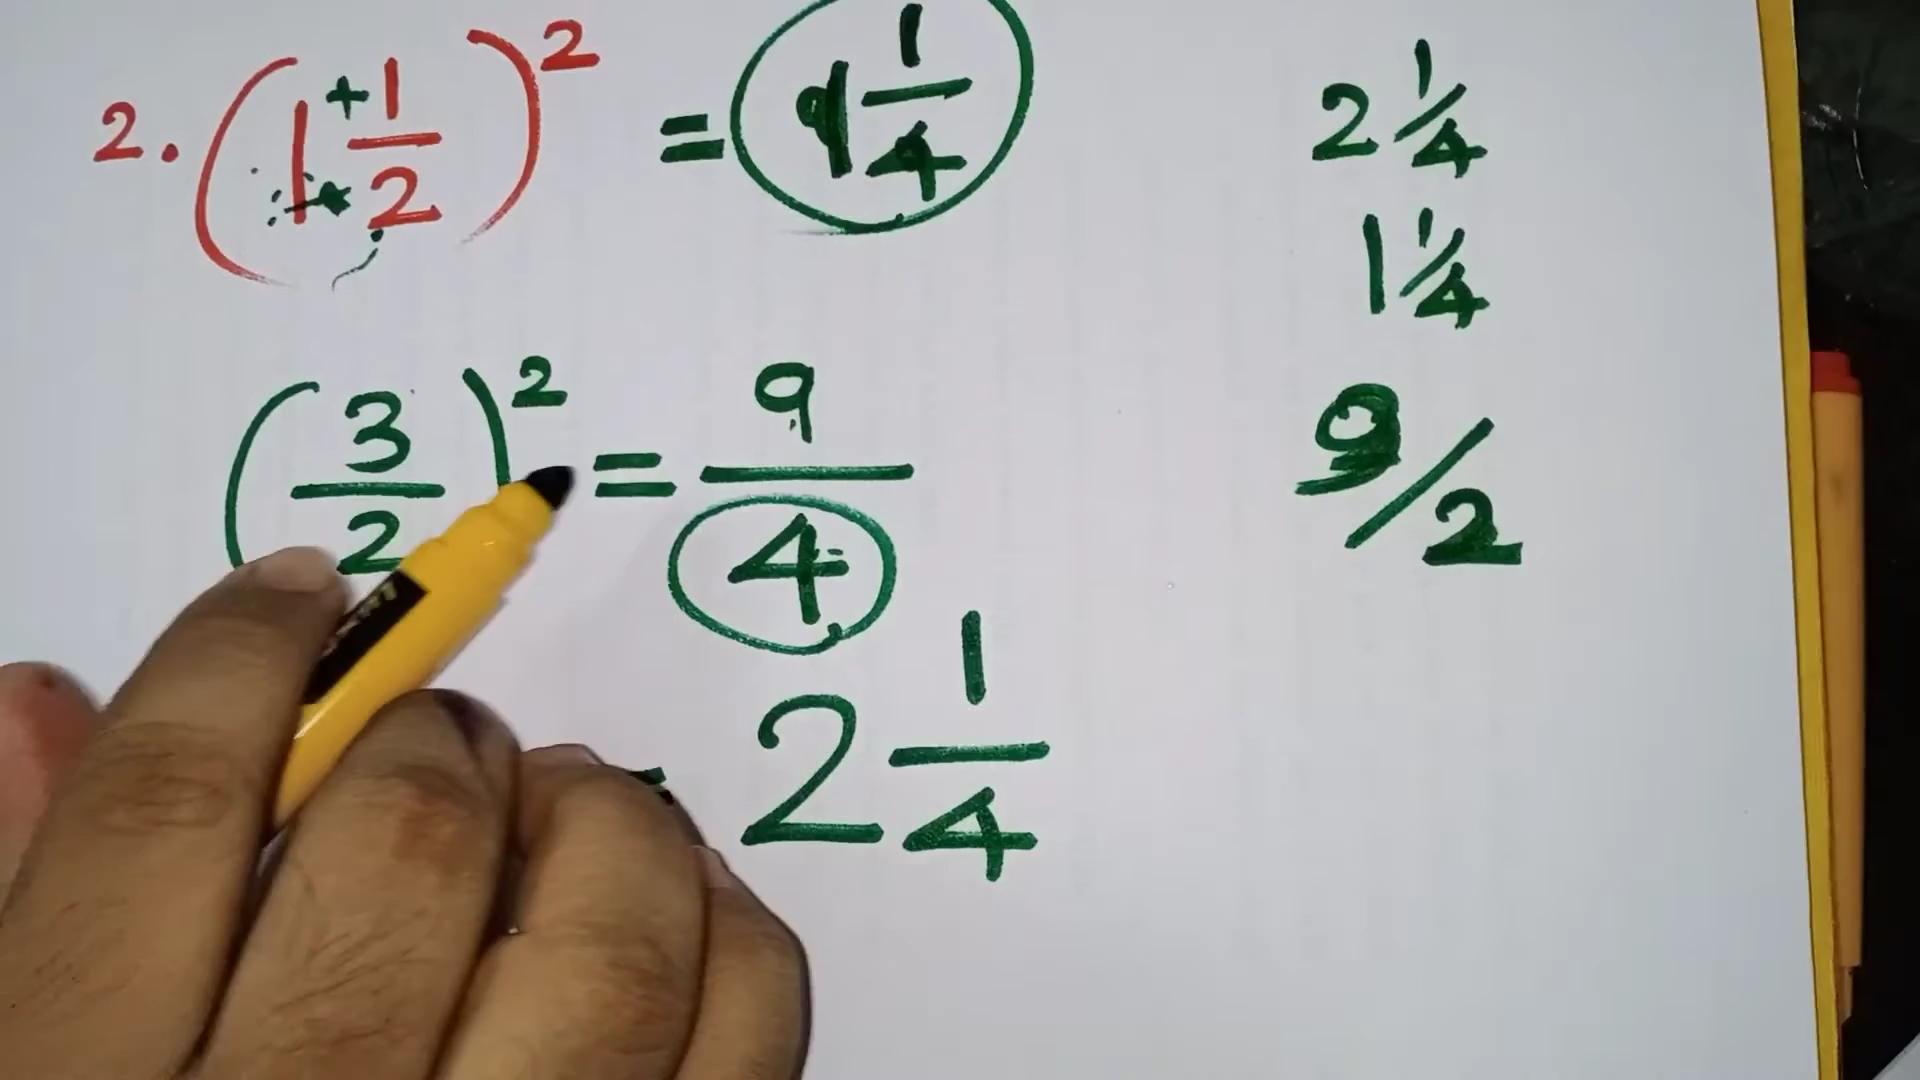 2. (1 + 1/2)² = 1 1/4
(3/2)² = 9/4
= 2 1/4
2 1/4
1 1/4
9/2